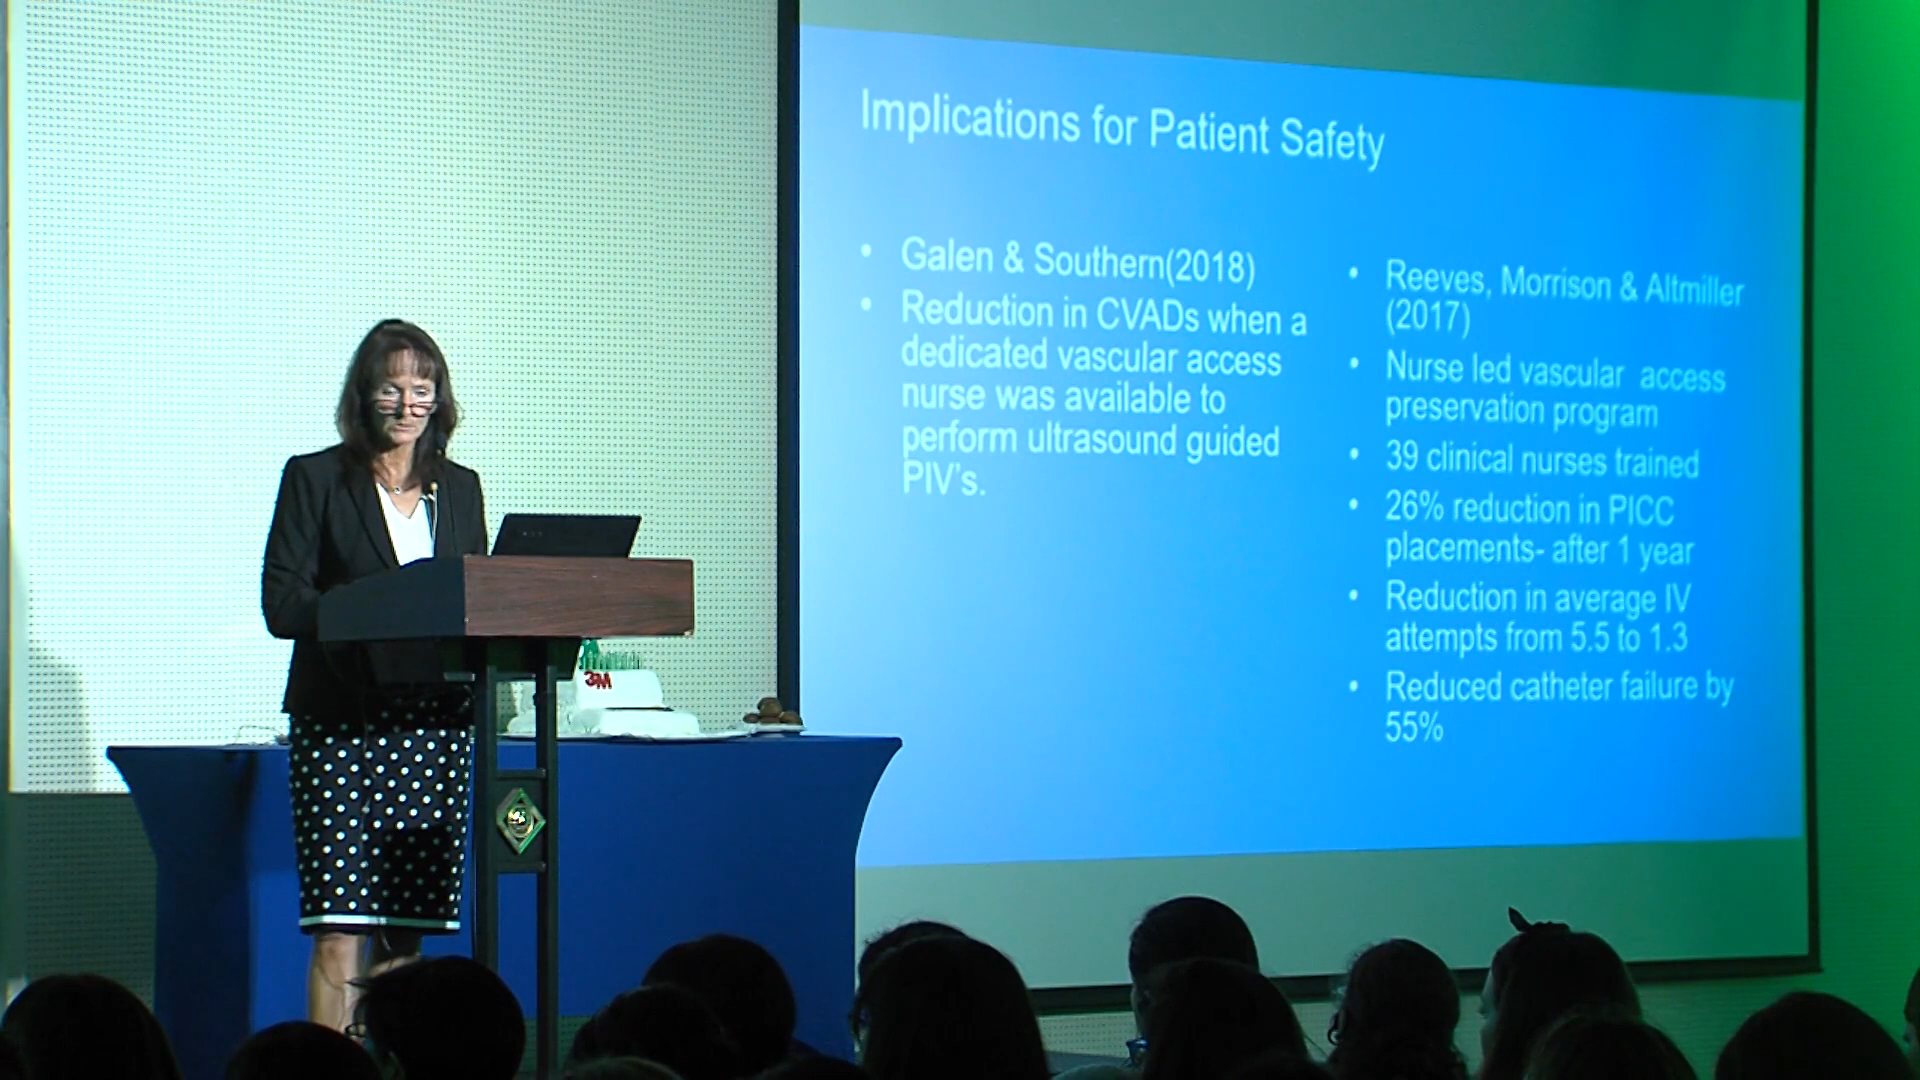 Implications for Patient Safety
• Galen & Southern(2018)
• Reduction in CVADs when a
dedicated vascular access
nurse was available to
perform ultrasound guided
PIV's.
• Reeves, Morrison & Altmiller
(2017)
• Nurse led vascular access
preservation program
• 39 clinical nurses trained
• 26% reduction in PICC
placements- after 1 year
• Reduction in average IV
attempts from 5.5 to 1.3
• Reduced catheter failure by
55%
3M